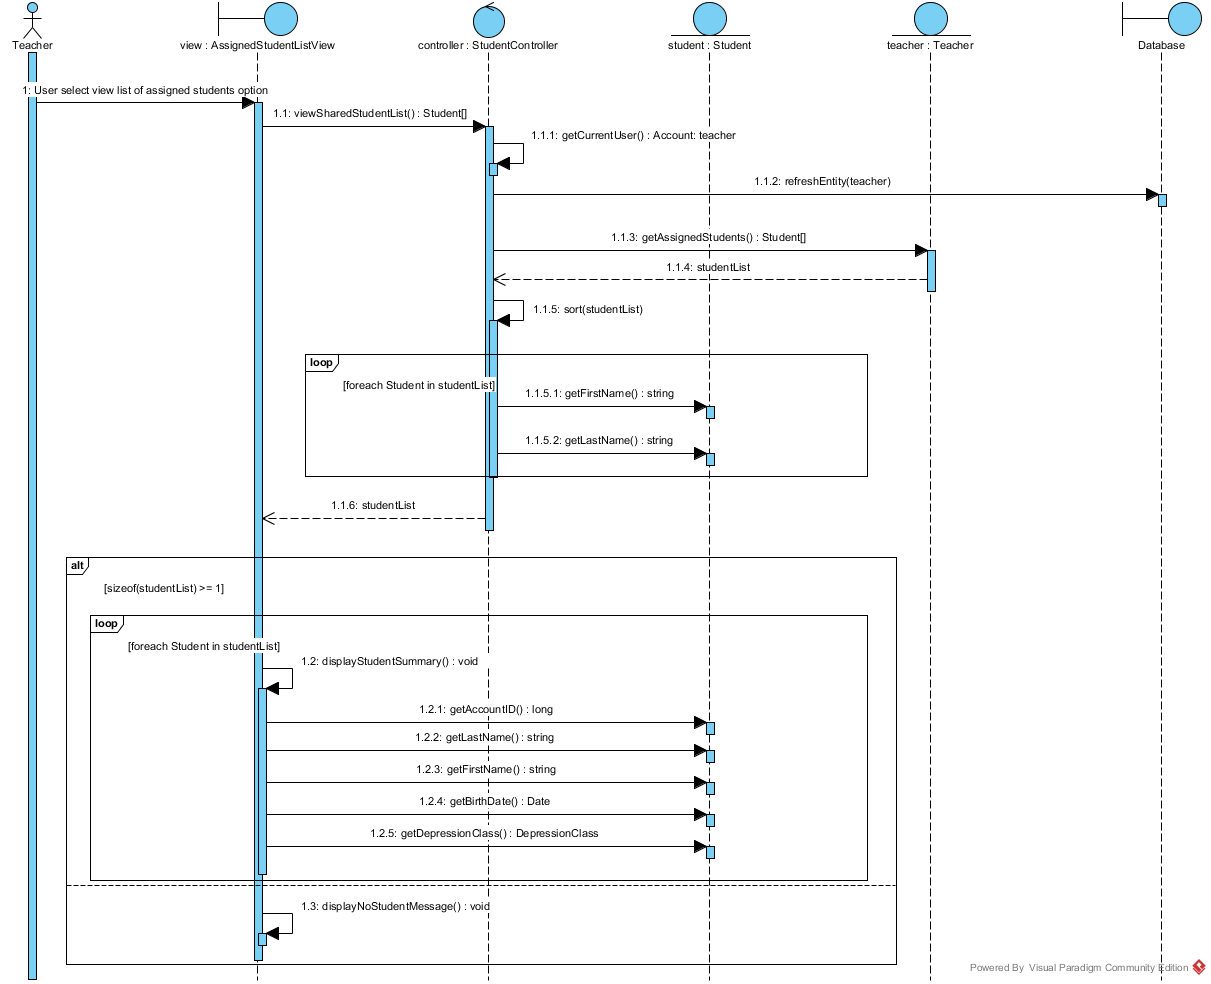 Teacher
view : AssignedStudentListView
controller : StudentController
student : Student
teacher : Teacher
Database
1: User select view list of assigned students option
1.1: viewSharedStudentList() : Student[]
1.1.1: getCurrentUser() : Account: teacher
1.1.2: refreshEntity(teacher)
1.1.3: getAssignedStudents() : Student[]
1.1.4: studentList
1.1.5: sort(studentList)
loop
[foreach Student in studentList]
1.1.5.1: getFirstName() : string
1.1.5.2: getLastName() : string
1.1.6: studentList
alt
[sizeof(studentList) >= 1]
loop
[foreach Student in studentList]
1.2: displayStudentSummary() : void
1.2.1: getAccountID() : long
1.2.2: getLastName() : string
1.2.3: getFirstName() : string
1.2.4: getBirthDate() : Date
1.2.5: getDepressionClass() : DepressionClass
1.3: displayNoStudentMessage() : void
Powered By Visual Paradigm Community Edition